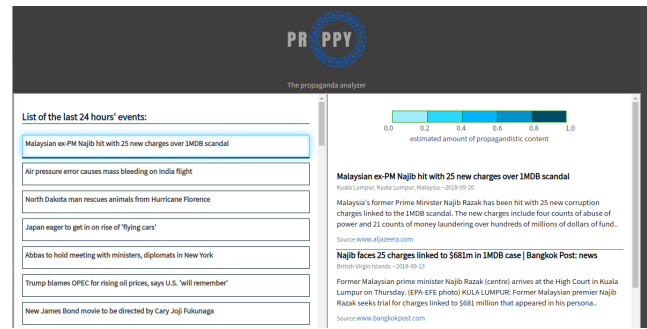 PR PPY
The propaganda analyzer
List of the last 24 hours' events:
Malaysian ex-PM Najib hit with 25 new charges over 1MDB scandal
Air pressure error causes mass bleeding on India flight
North Dakota man rescues animals from Hurricane Florence
Japan eager to get in on rise of 'flying cars'
Abbas to hold meeting with ministers, diplomats in New York
Trump blames OPEC for rising oil prices, says U.S. 'will remember'
New James Bond movie to be directed by Cary Joji Fukunaga
0.0 0.2 0.4 0.6 0.8 1.0
estimated amount of propagandistic content
Malaysian ex-PM Najib hit with 25 new charges over 1MDB scandal
Kuala Lumpur, Kuala Lumpur, Malaysia --2018-09-20
Malaysia's former Prime Minister Najib Razak has been hit with 25 new corruption
charges linked to the 1MDB scandal. The new charges include four counts of abuse of
power and 21 counts of money laundering over hundreds of millions of dollars of fund..
Source:www.aljazeera.com
Najib faces 25 charges linked to $681m in 1MDB case | Bangkok Post: news
British Virgin Islands --2018-09-13
Former Malaysian prime minister Najib Razak (centre) arrives at the High Court in Kuala
Lumpur on Thursday. (EPA-EFE photo) KULA LUMPUR: Former Malaysian premier Najib
Razak seeks trial for charges linked to $681 million that appeared in his persona..
Source:www.bangkokpost.com